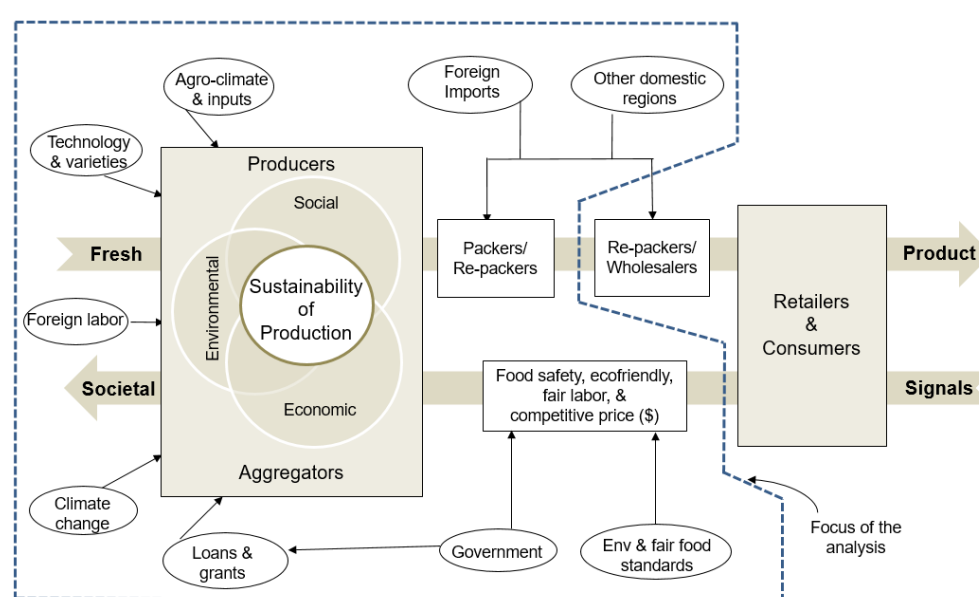 Agro-climate
& inputs
Foreign
Imports
Other domestic
regions
Technology
& varieties
Producers
Social
Fresh
Packers/
Re-packers
Re-packers/
Wholesalers
Product
Environmental
Sustainability
of
Production
Retailers
&
Consumers
Foreign labor
Societal
Food safety, ecofriendly,
fair labor, &
competitive price ($)
Signals
Economic
Aggregators
Climate
change
Loans &
grants
Government
Env & fair food
standards
Focus of the
analysis